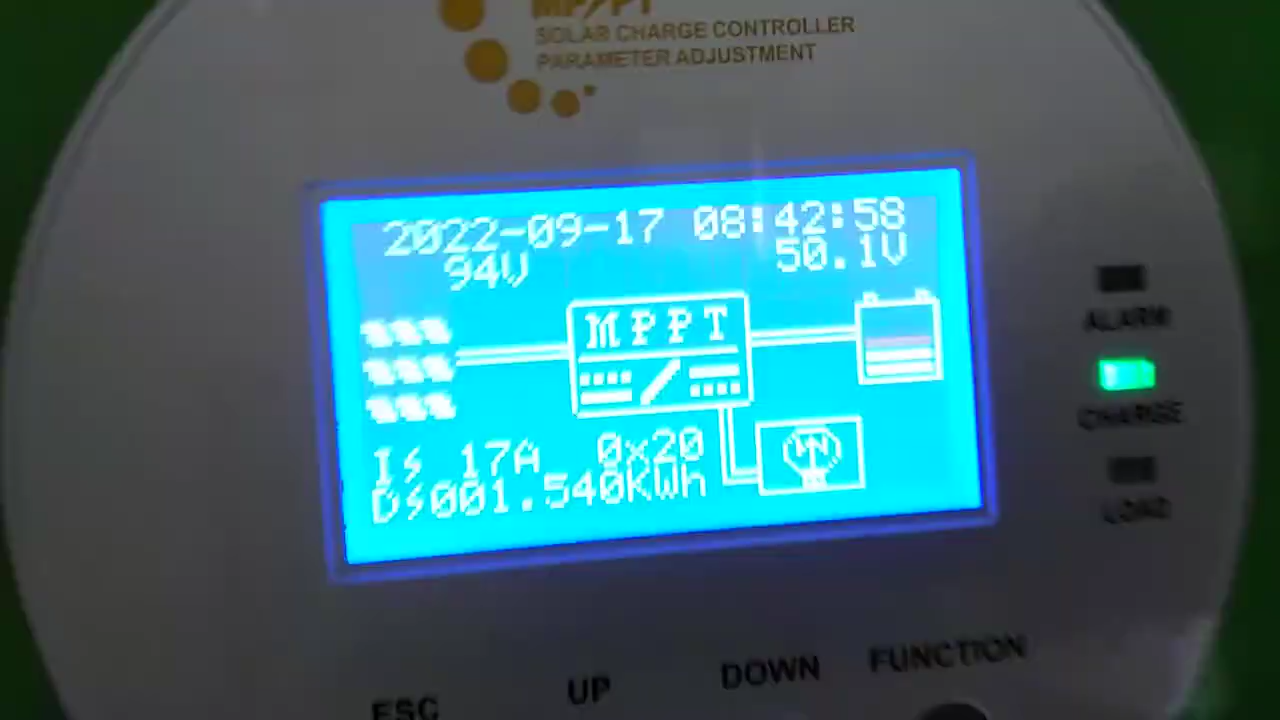 MPPT
SOLAR CHARGE CONTROLLER
PARAMETER ADJUSTMENT
2022-09-17 08:42:58
94V 50.1V
MPPT
I⚡ 17A 0x20
D⚡001.540KWh
ALARM
CHARGE
LOAD
ESC UP DOWN FUNCTION